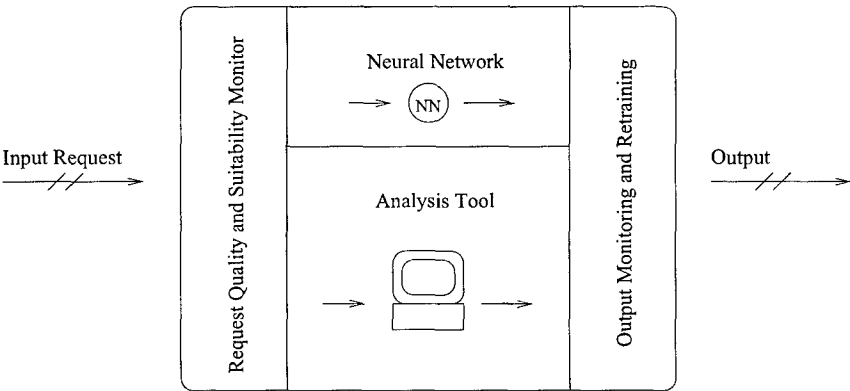 Input Request
Request Quality and Suitability Monitor
Neural Network
NN
Analysis Tool
Output Monitoring and Retraining
Output